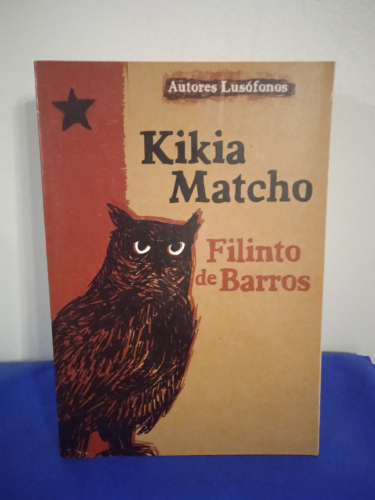 Autores Lusófonos
Kikia
Matcho
Filinto
de Barros